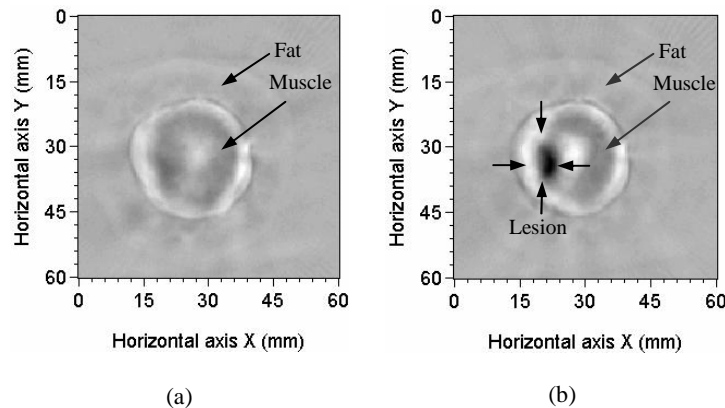 0
15
30
45
60
Horizontal axis Y (mm)
Fat
Muscle
0 15 30 45 60
Horizontal axis X (mm)
(a)
0
15
30
45
60
Horizontal axis Y (mm)
Fat
Muscle
Lesion
0 15 30 45 60
Horizontal axis X (mm)
(b)